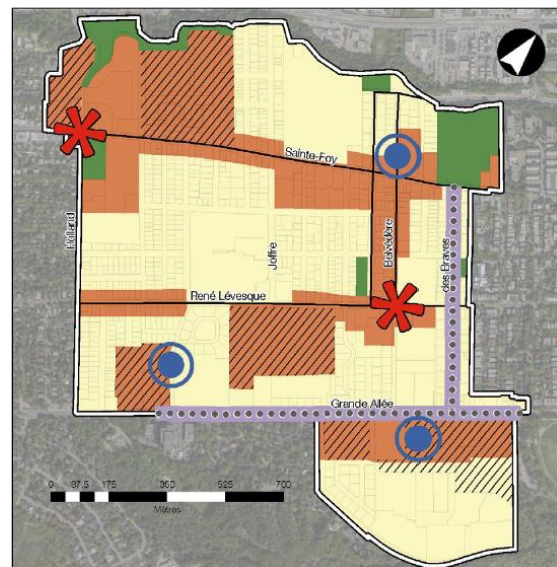 Sainte-Foy
Holland
Joffre
Belvédère
des Braves
René Lévesque
Grande Allée
0 87,5 175 350 525 700
Mètres